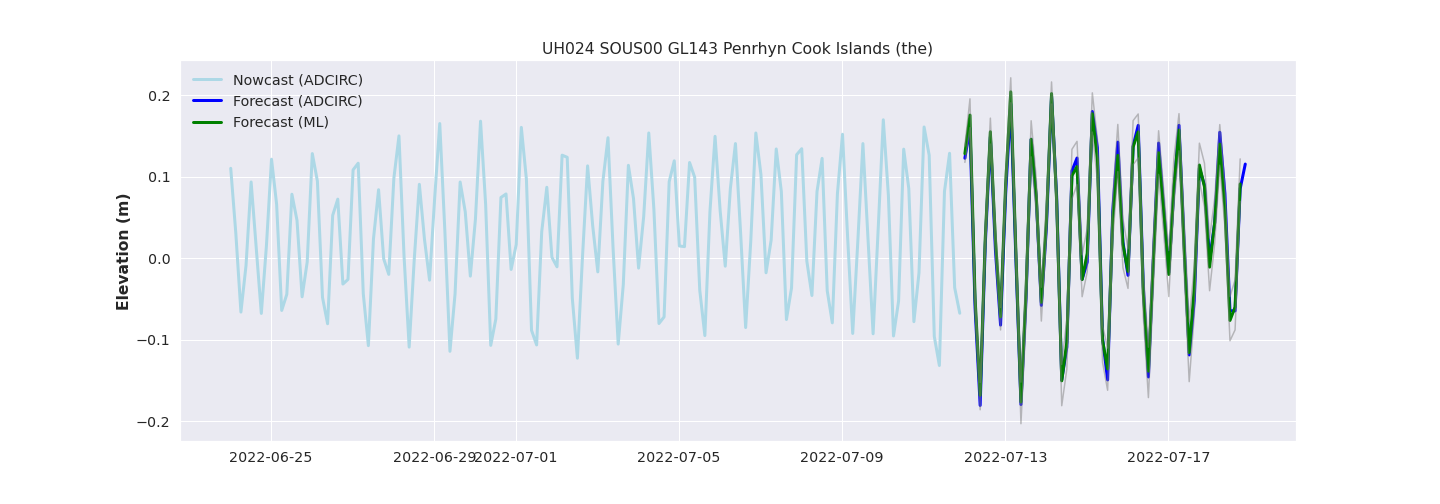 UH024 SOUS00 GL143 Penrhyn Cook Islands (the)
Nowcast (ADCIRC)
Forecast (ADCIRC)
Forecast (ML)
Elevation (m)
0.2
0.1
0.0
−0.1
−0.2
2022-06-25 2022-06-29 2022-07-01 2022-07-05 2022-07-09 2022-07-13 2022-07-17